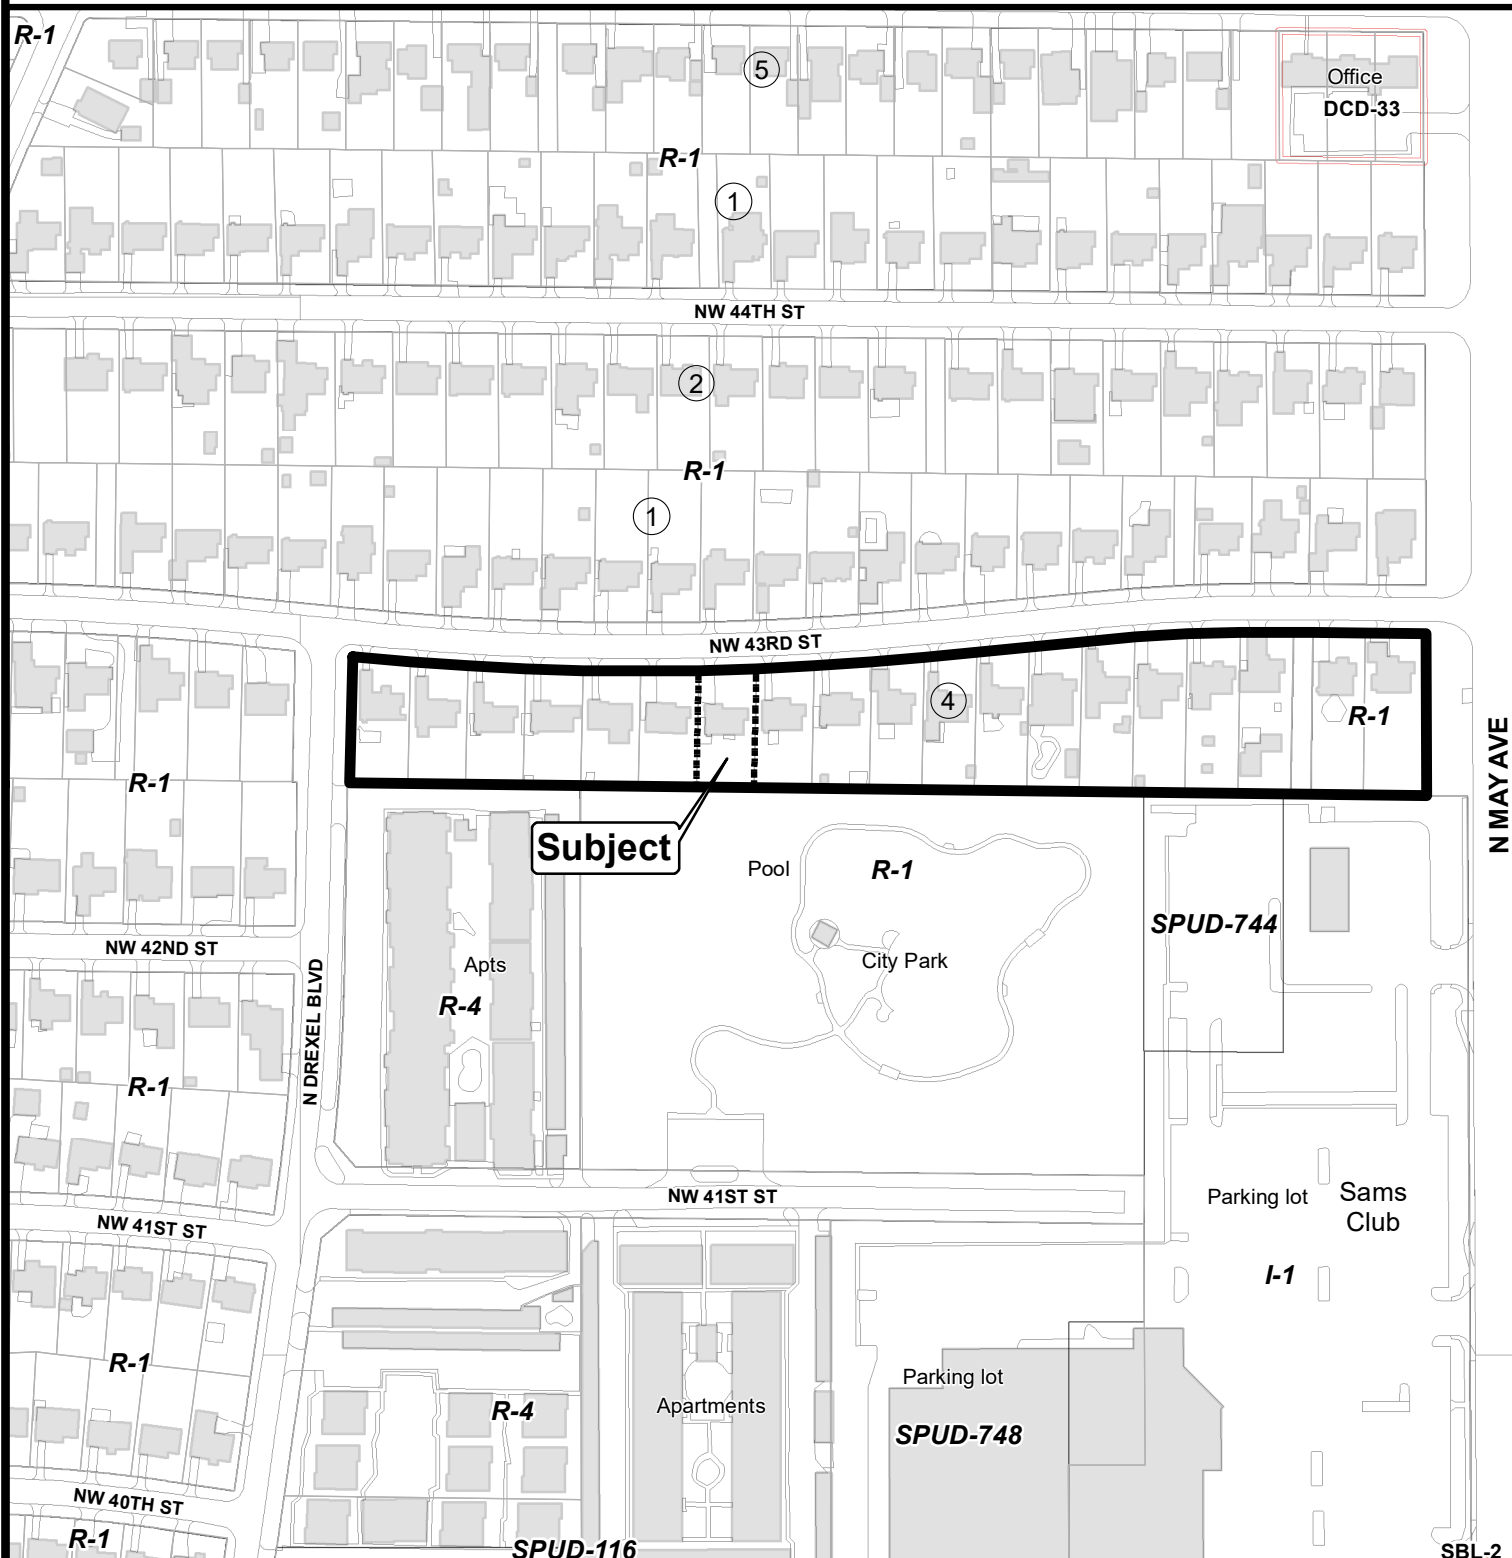 R-1
5
Office
DCD-33
R-1
1
NW 44TH ST
2
R-1
1
NW 43RD ST
4
R-1
N MAY AVE
R-1
Subject
Pool
R-1
SPUD-744
NW 42ND ST
City Park
Apts
R-4
N DREXEL BLVD
R-1
NW 41ST ST
Parking lot
Sams
Club
NW 41ST ST
I-1
R-1
Parking lot
Apartments
R-4
SPUD-748
NW 40TH ST
R-1
SPUD-116
SBL-2